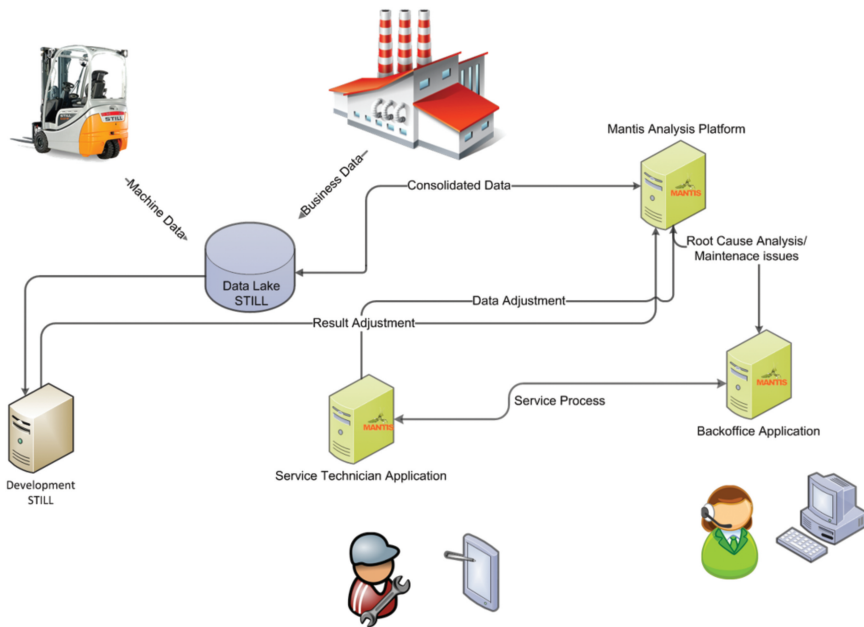 STILL
Mantis Analysis Platform
Machine Data
Business Data
Consolidated Data
MANTIS
Root Cause Analysis/
Maintenace issues
Data Lake
STILL
Data Adjustment
Result Adjustment
MANTIS
MANTIS
Service Process
Backoffice Application
Service Technician Application
Development
STILL